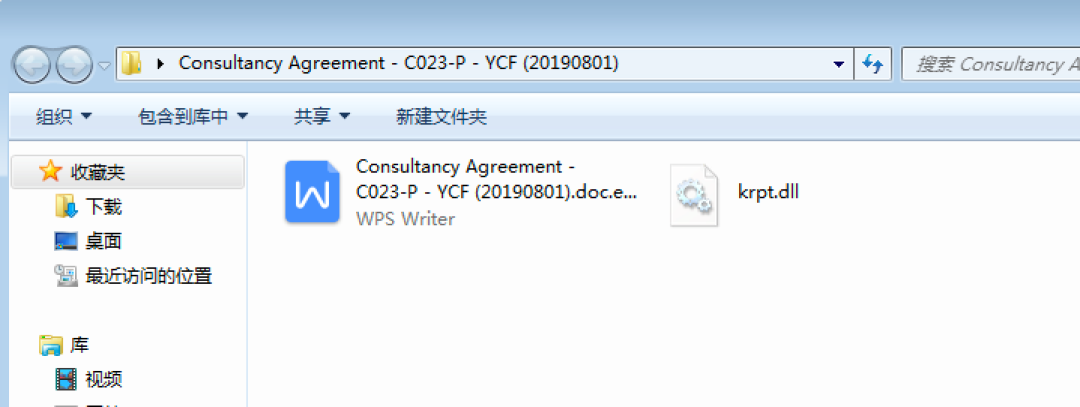 Consultancy Agreement - C023-P - YCF (20190801)
搜索 Consultancy A
组织
包含到库中
共享
新建文件夹
收藏夹
下载
桌面
最近访问的位置
库
视频
Consultancy Agreement -
C023-P - YCF (20190801).doc.e...
WPS Writer
krpt.dll